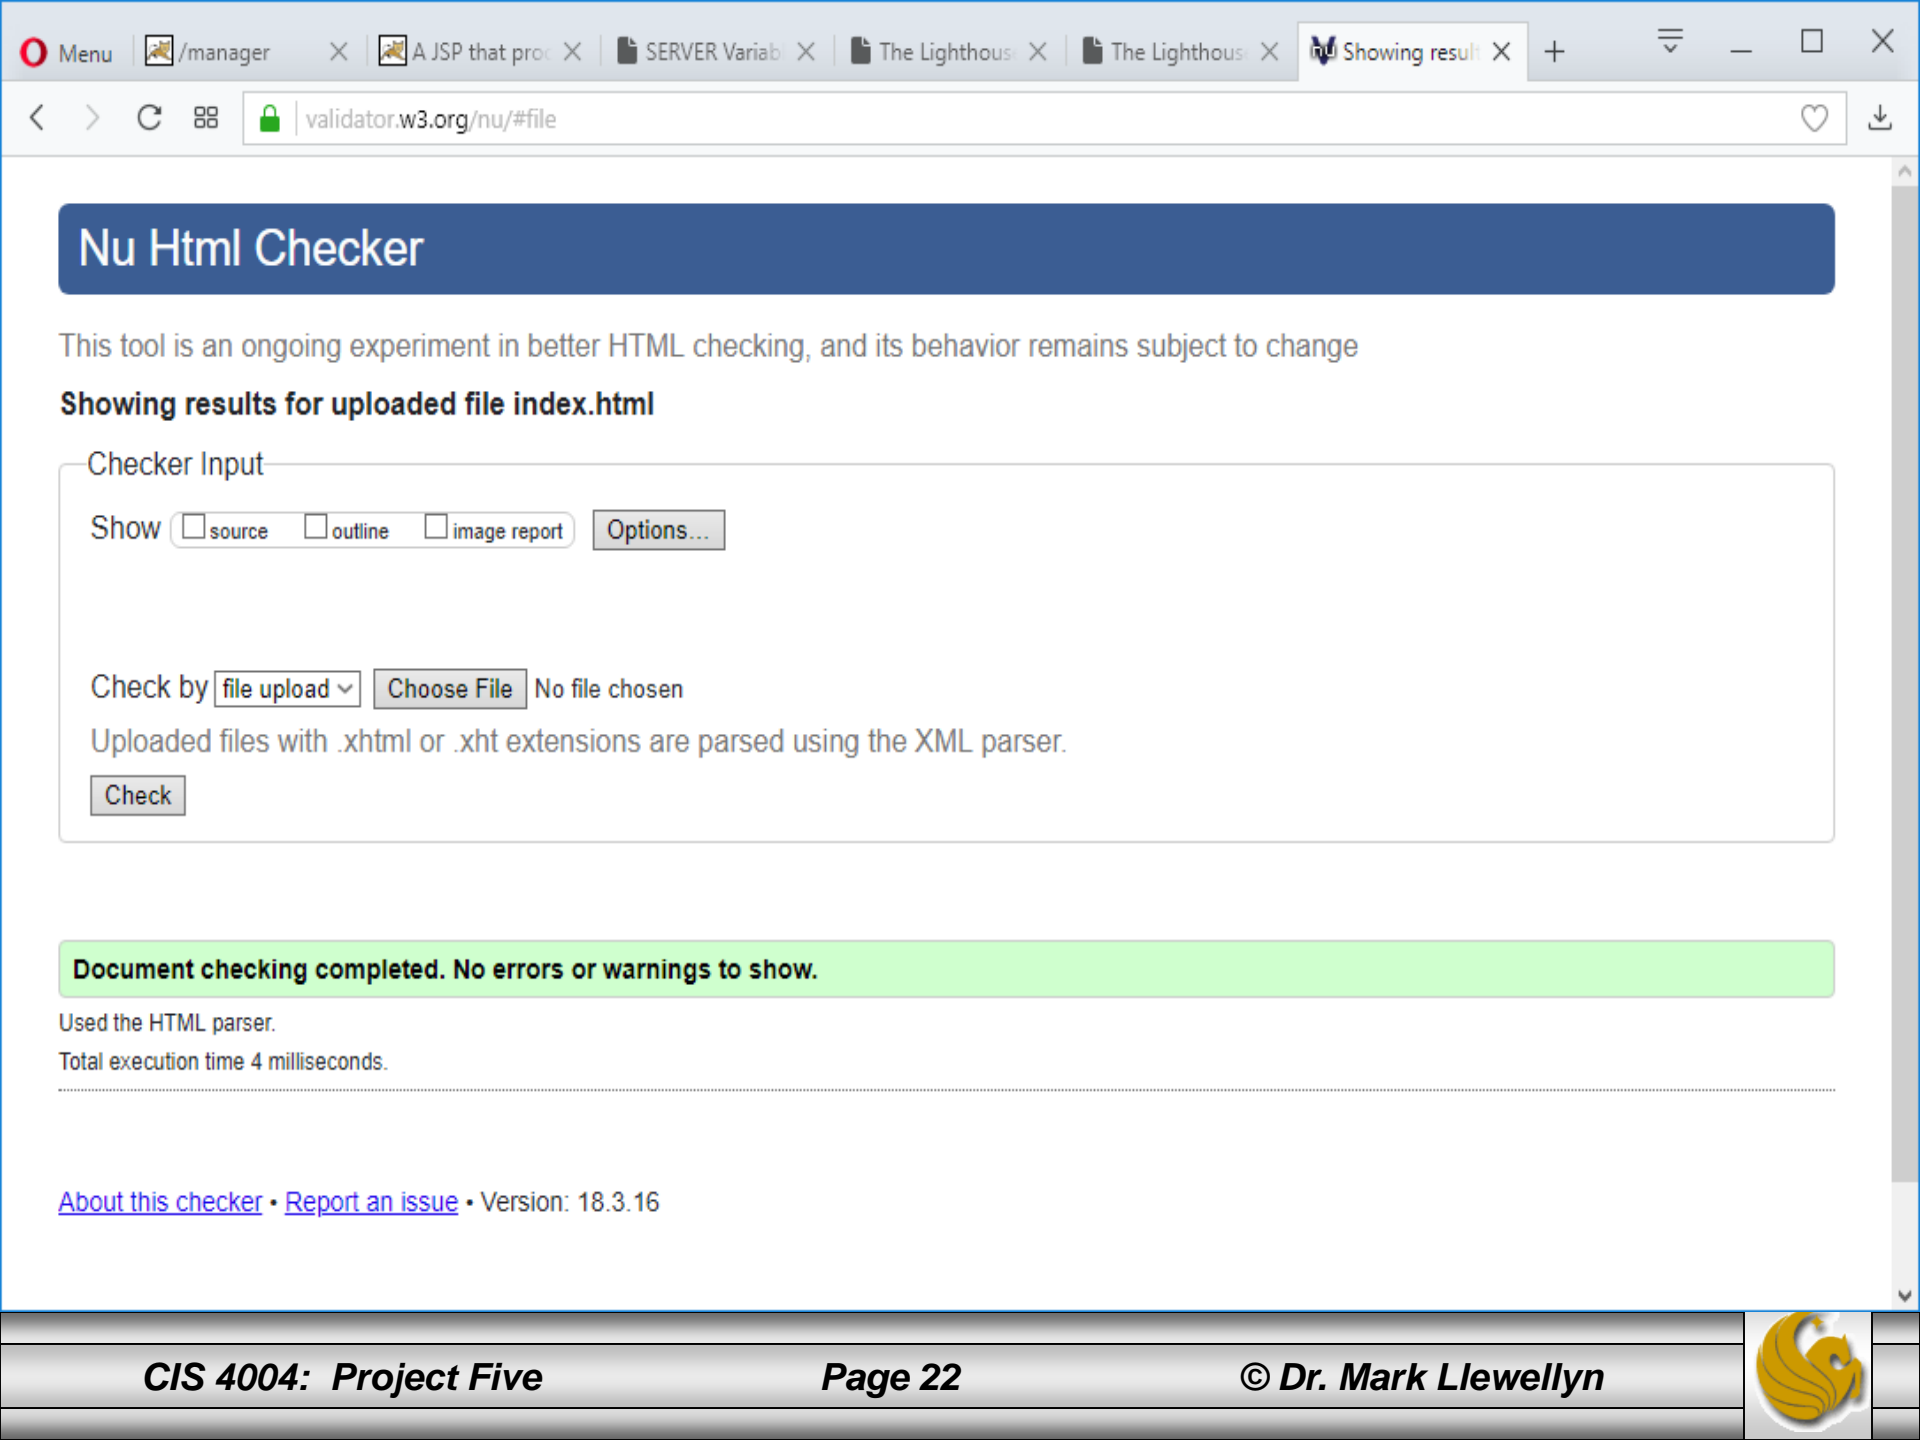 Menu /manager A JSP that pro SERVER Variab The Lighthous The Lighthous Showing resul
validator.w3.org/nu/#file
Nu Html Checker
This tool is an ongoing experiment in better HTML checking, and its behavior remains subject to change
Showing results for uploaded file index.html
Checker Input
Show source outline image report Options...
Check by file upload Choose File No file chosen
Uploaded files with .xhtml or .xht extensions are parsed using the XML parser.
Check
Document checking completed. No errors or warnings to show.
Used the HTML parser.
Total execution time 4 milliseconds.
About this checker • Report an issue • Version: 18.3.16
CIS 4004: Project Five Page 22 © Dr. Mark Llewellyn